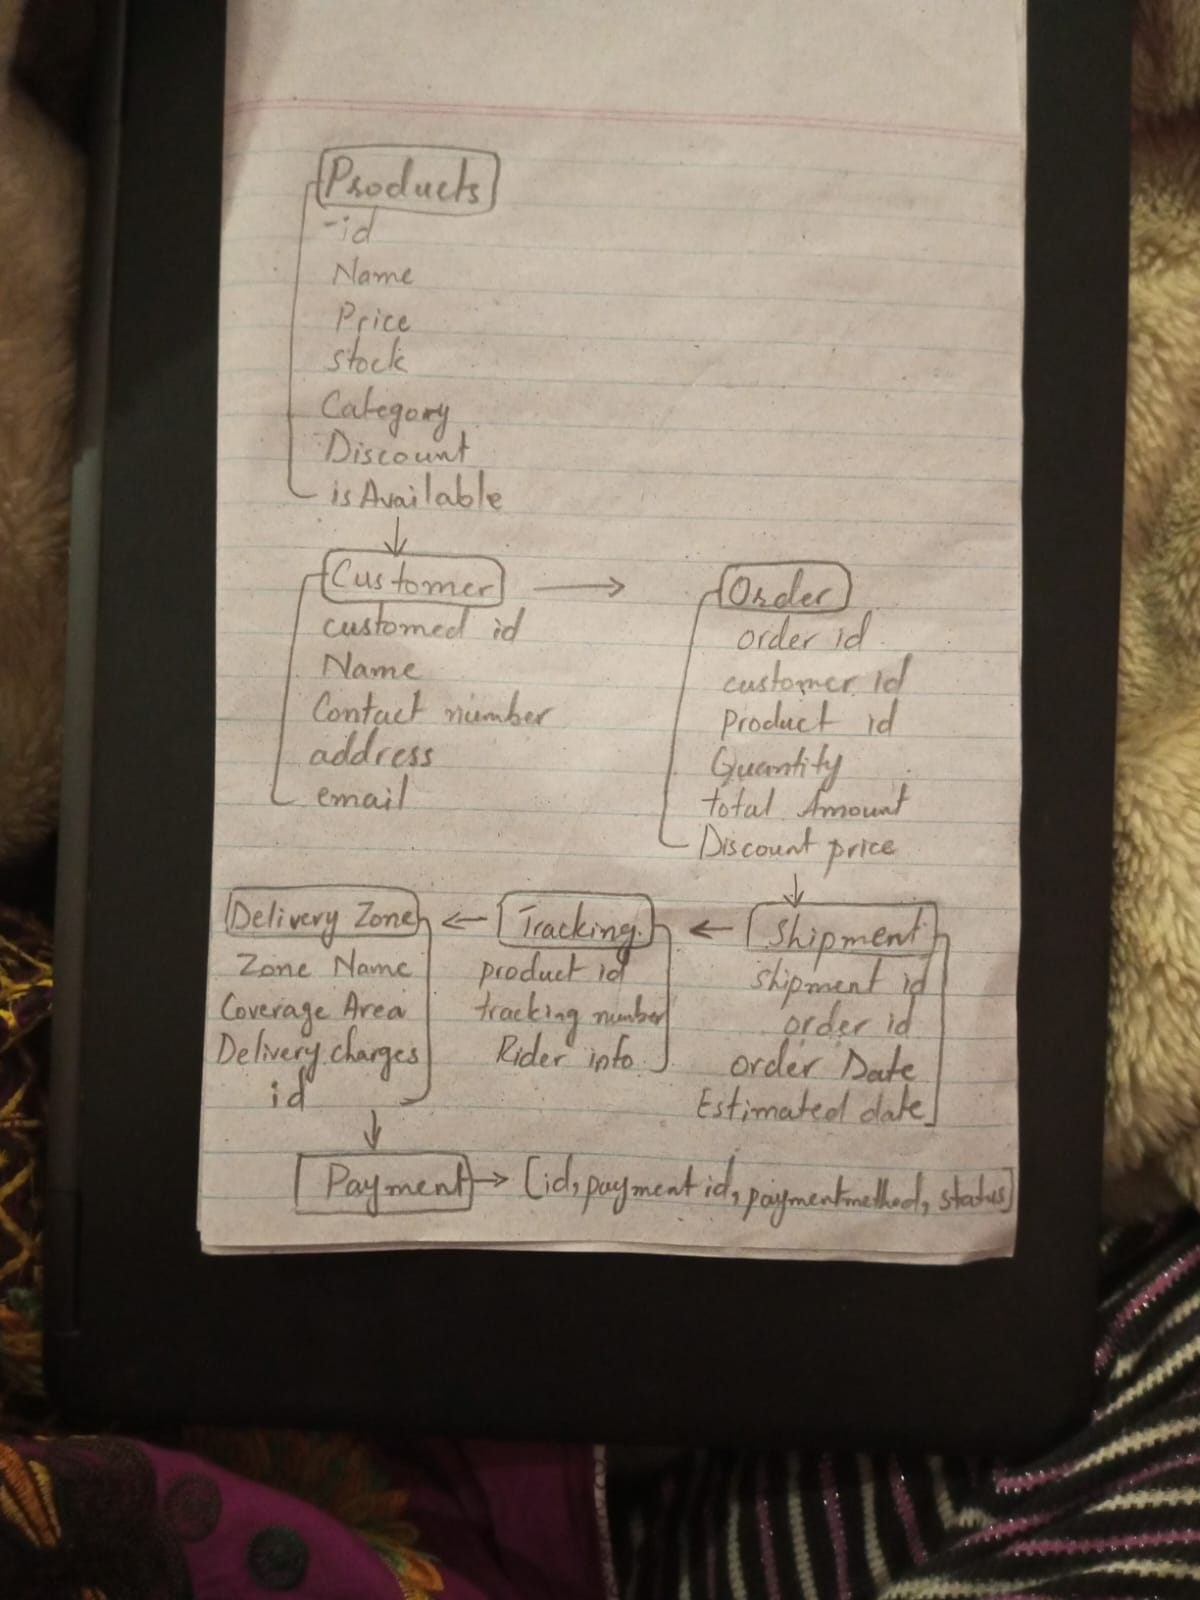 Products
-id
Name
Price
stock
Category
Discount
is Available
Customer
customed id
Name
Contact number
address
email
Order
order id
customer id
Product id
Quantity
total Amount
Discount price
Shipment
shipment id
order id
order Date
Estimated date
Tracking.
product id
tracking number
Rider info
Delivery Zone
Zone Name
Coverage Area
Delivery charges
id
Payment → [id, payment id, paymentmethod, status]